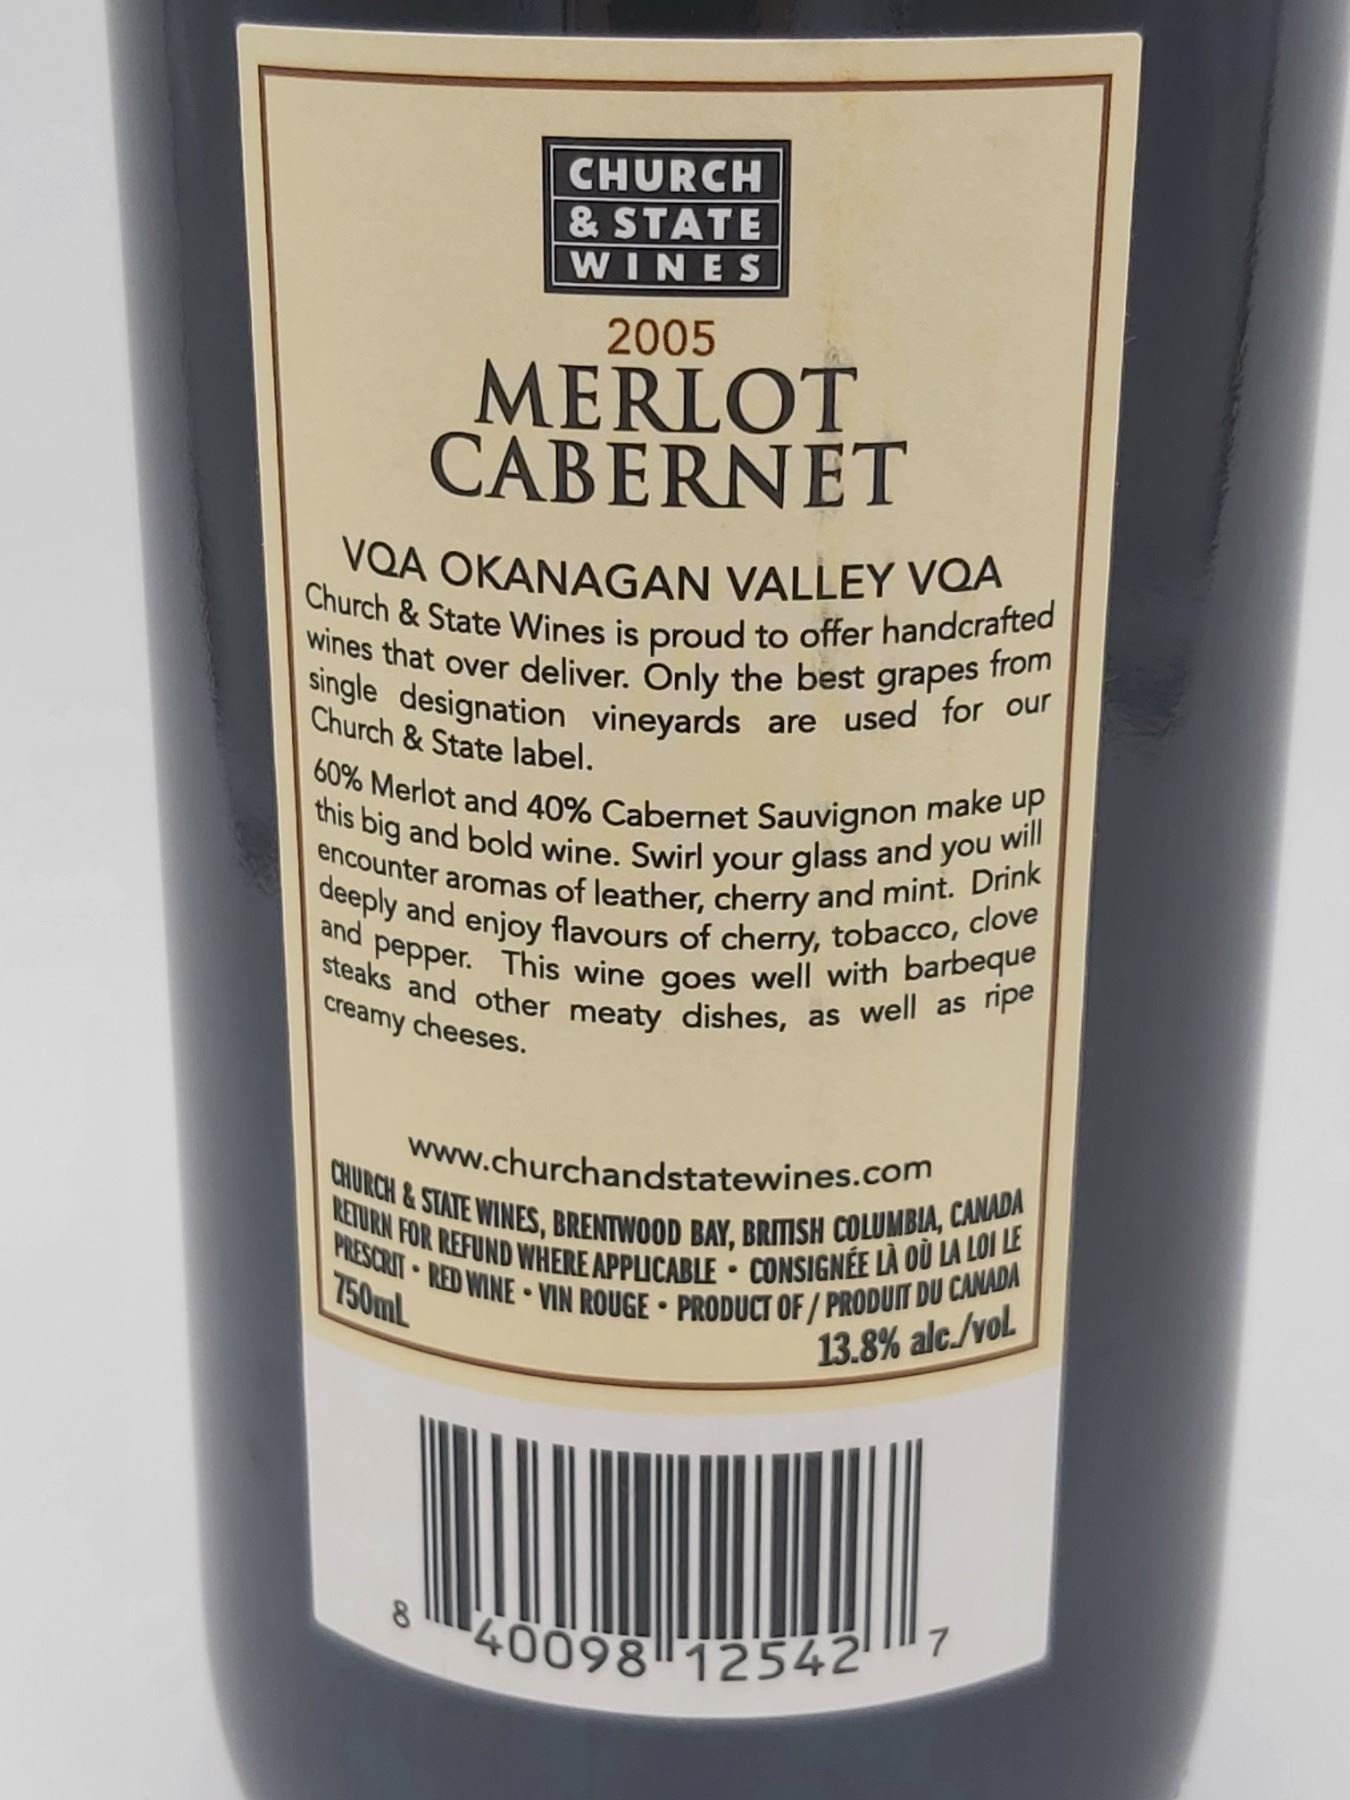 CHURCH
& STATE
WINES
2005
MERLOT
CABERNET
VQA OKANAGAN VALLEY VQA
Church & State Wines is proud to offer handcrafted
wines that over deliver. Only the best grapes from
single designation vineyards are used for our
Church & State label.
60% Merlot and 40% Cabernet Sauvignon make up
this big and bold wine. Swirl your glass and you will
encounter aromas of leather, cherry and mint. Drink
deeply and enjoy flavours of cherry, tobacco, clove
and pepper. This wine goes well with barbeque
steaks and other meaty dishes, as well as ripe
creamy cheeses.
www.churchandstatewines.com
CHURCH & STATE WINES, BRENTWOOD BAY, BRITISH COLUMBIA, CANADA
RETURN FOR REFUND WHERE APPLICABLE • CONSIGNÉE LÀ OÙ LA LOI LE
PRESCRIT • RED WINE • VIN ROUGE • PRODUCT OF / PRODUIT DU CANADA
750mL 13.8% alc./vol.
8 40098 12542 7